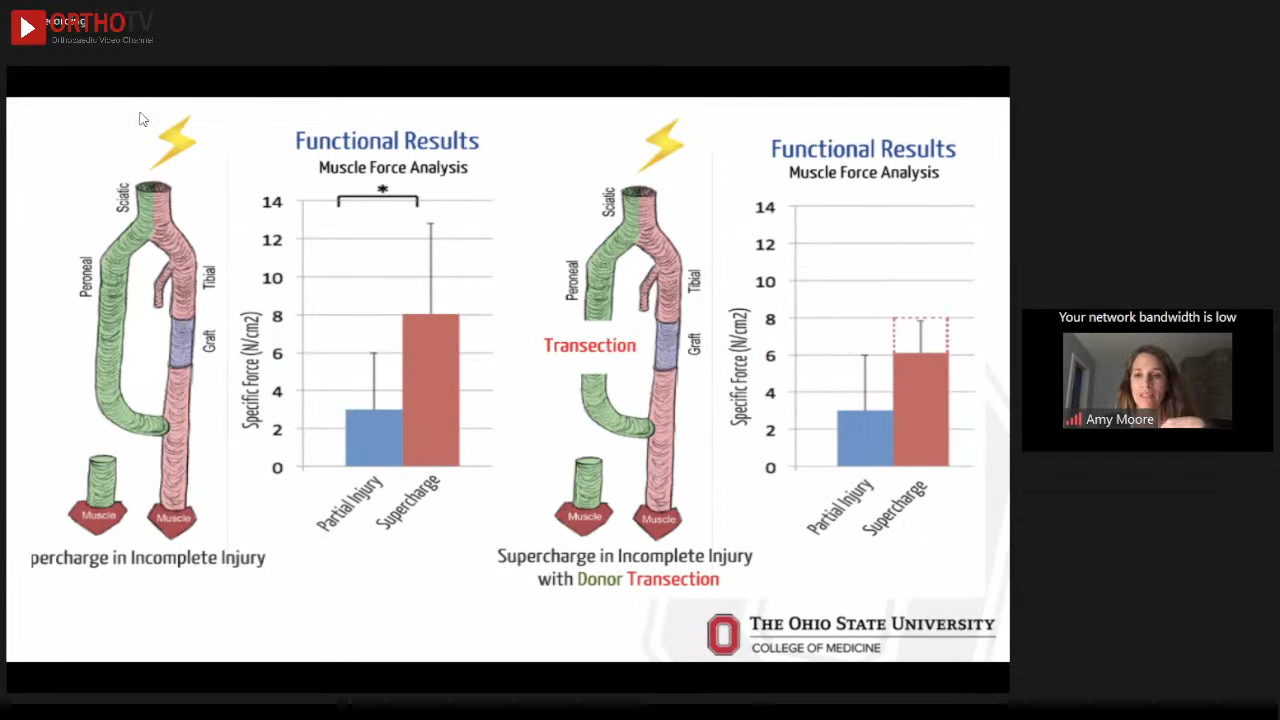 Recording
ORTHOTV
Orthopaedic Video Channel
Sciatic
Peroneal
Tibial
Graft
Muscle
Muscle
percharge in Incomplete Injury
Functional Results
Muscle Force Analysis
*
Specific Force (N/cm2)
14
12
10
8
6
4
2
0
Partial Injury
Supercharge
Sciatic
Peroneal
Tibial
Transection
Graft
Muscle
Muscle
Supercharge in Incomplete Injury
with Donor Transection
Functional Results
Muscle Force Analysis
Specific Force (N/cm2)
14
12
10
8
6
4
2
0
Partial Injury
Supercharge
THE OHIO STATE UNIVERSITY
COLLEGE OF MEDICINE
Your network bandwidth is low
Amy Moore